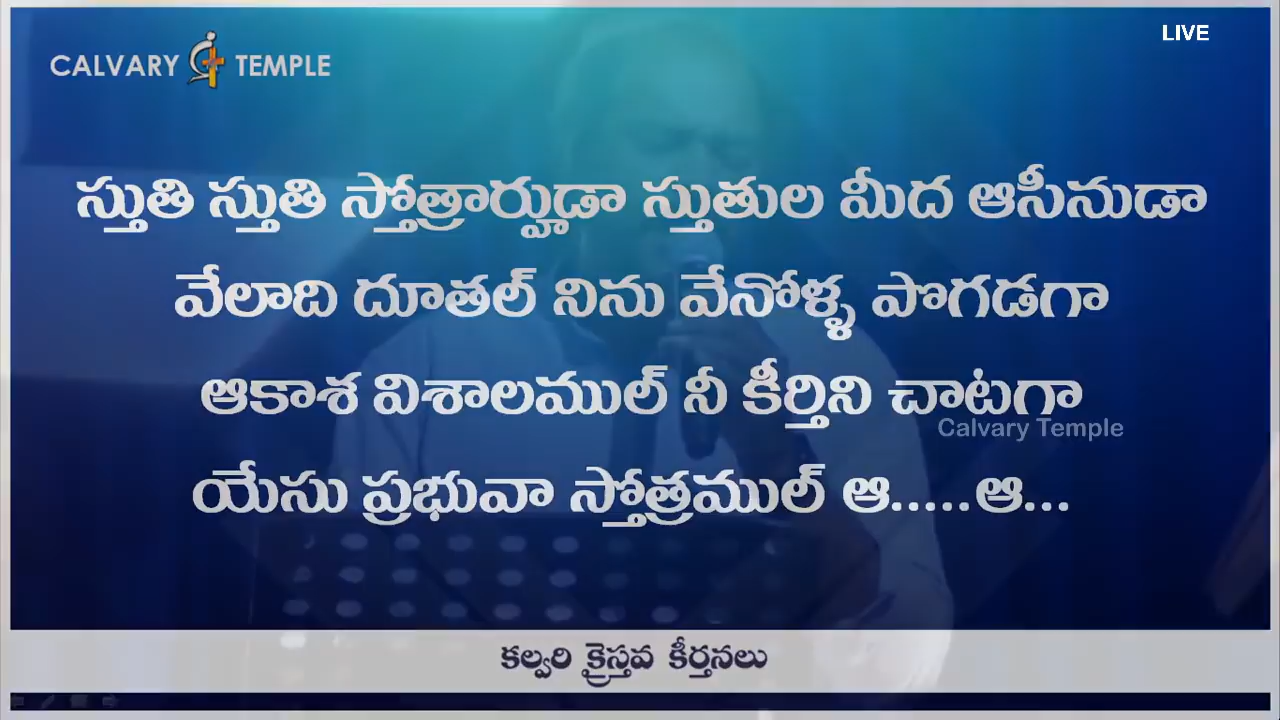 CALVARY TEMPLE
LIVE
స్తుతి స్తుతి స్తోత్రార్హుడా స్తుతుల మీద ఆసీనుడా
వేలాది దూతల్ నిను వేనోళ్ళ పొగడగా
ఆకాశ విశాలముల్ నీ కీర్తిని చాటగా
Calvary Temple
యేసు ప్రభువా స్తోత్రముల్ ఆ.....ఆ...
కల్వరి క్రైస్తవ కీర్తనలు